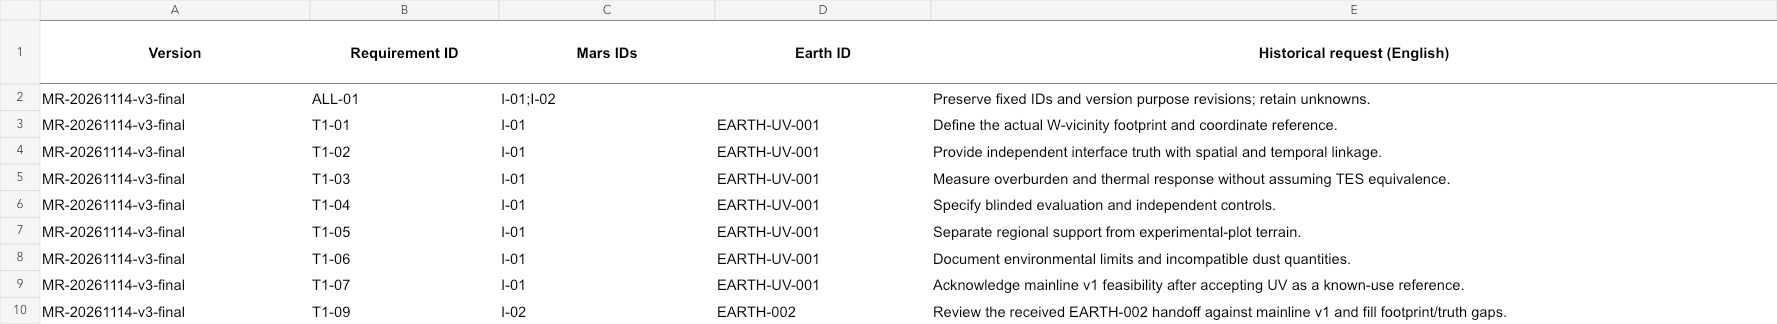 A B C D E
1 Version Requirement ID Mars IDs Earth ID Historical request (English)
2 MR-20261114-v3-final ALL-01 I-01;I-02 Preserve fixed IDs and version purpose revisions; retain unknowns.
3 MR-20261114-v3-final T1-01 I-01 EARTH-UV-001 Define the actual W-vicinity footprint and coordinate reference.
4 MR-20261114-v3-final T1-02 I-01 EARTH-UV-001 Provide independent interface truth with spatial and temporal linkage.
5 MR-20261114-v3-final T1-03 I-01 EARTH-UV-001 Measure overburden and thermal response without assuming TES equivalence.
6 MR-20261114-v3-final T1-04 I-01 EARTH-UV-001 Specify blinded evaluation and independent controls.
7 MR-20261114-v3-final T1-05 I-01 EARTH-UV-001 Separate regional support from experimental-plot terrain.
8 MR-20261114-v3-final T1-06 I-01 EARTH-UV-001 Document environmental limits and incompatible dust quantities.
9 MR-20261114-v3-final T1-07 I-01 EARTH-UV-001 Acknowledge mainline v1 feasibility after accepting UV as a known-use reference.
10 MR-20261114-v3-final T1-09 I-02 EARTH-002 Review the received EARTH-002 handoff against mainline v1 and fill footprint/truth gaps.